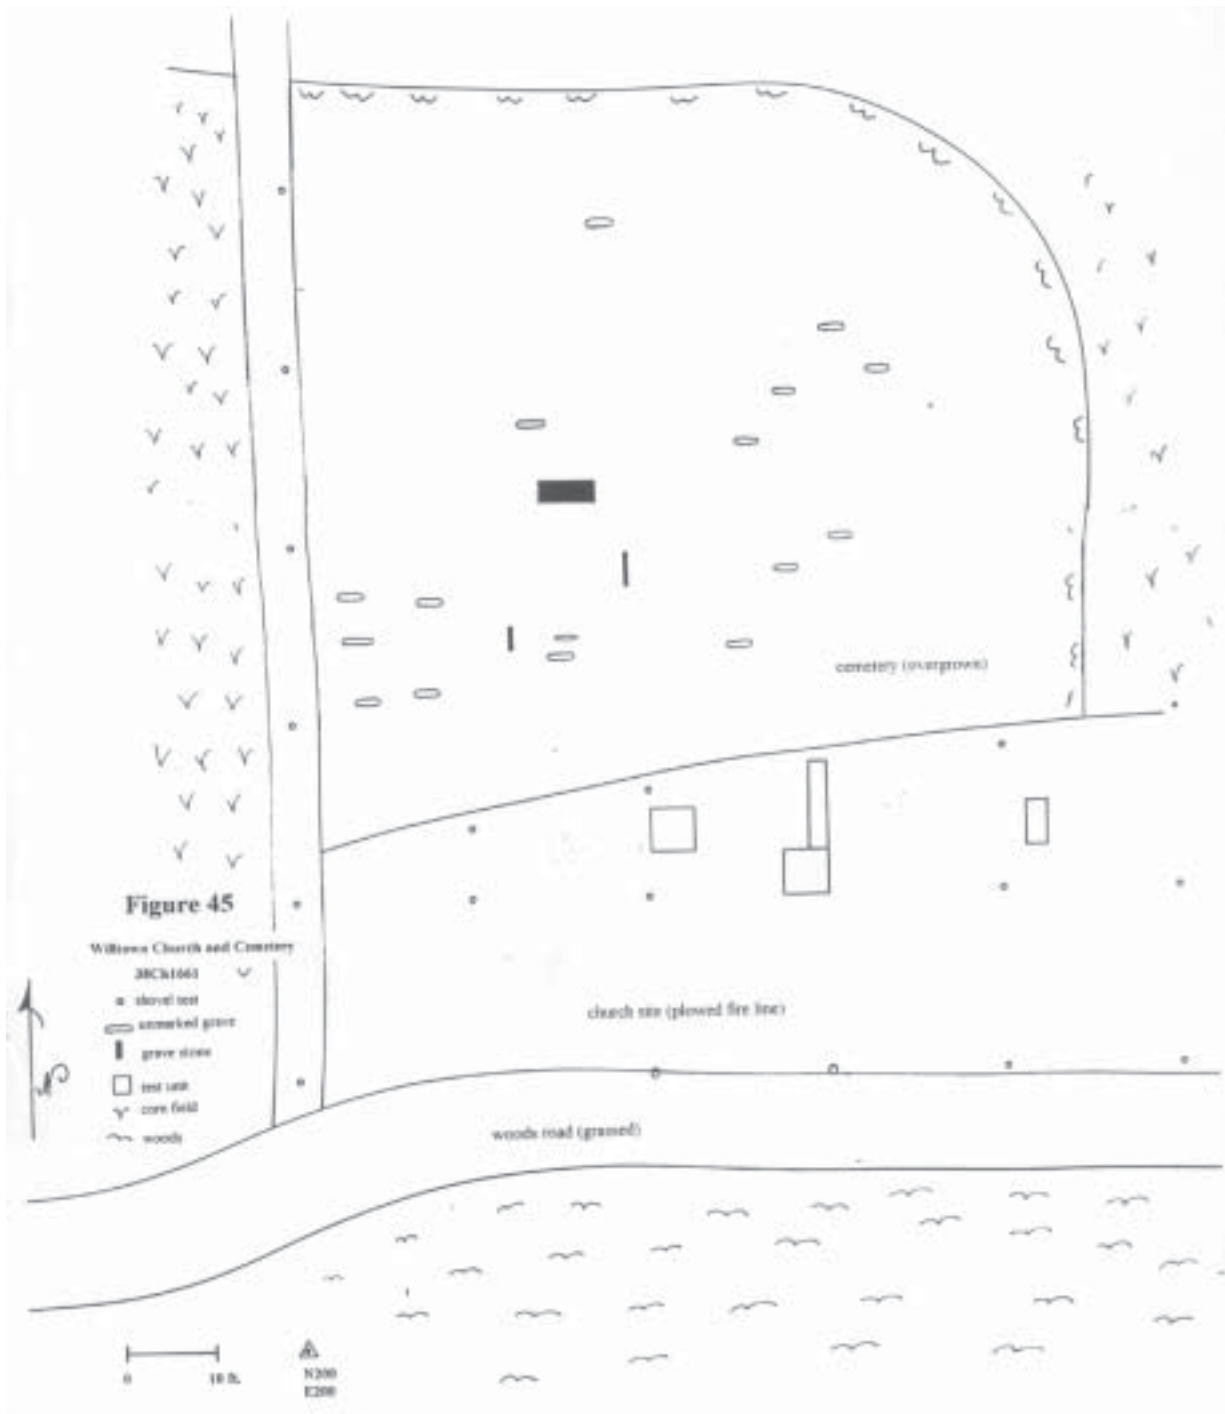 cemetery (overgrown)
Figure 45
Willtown Church and Cemetery
38Ch1661
shovel test
unmarked grave
grave stone
test unit
corn field
woods
church site (plowed fire line)
woods road (grassed)
0 10 ft.
N200
E200